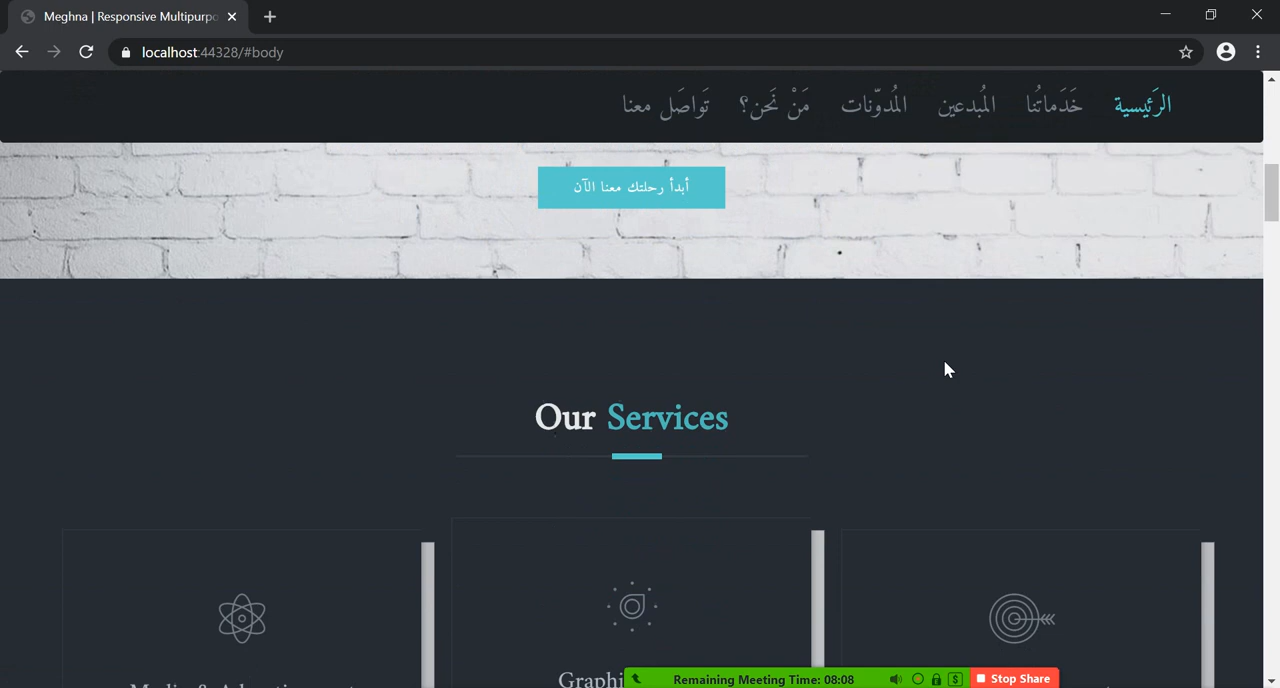 Meghna | Responsive Multipurpo
localhost:44328/#body
الرَئيسية خَدَماتُنا المُبدعين المُدوّنات مَنْ نَحن؟ تَواصَل معنا
أبدأ رحلتك معنا الآن
Our Services
Graphi
Remaining Meeting Time: 08:08
Stop Share